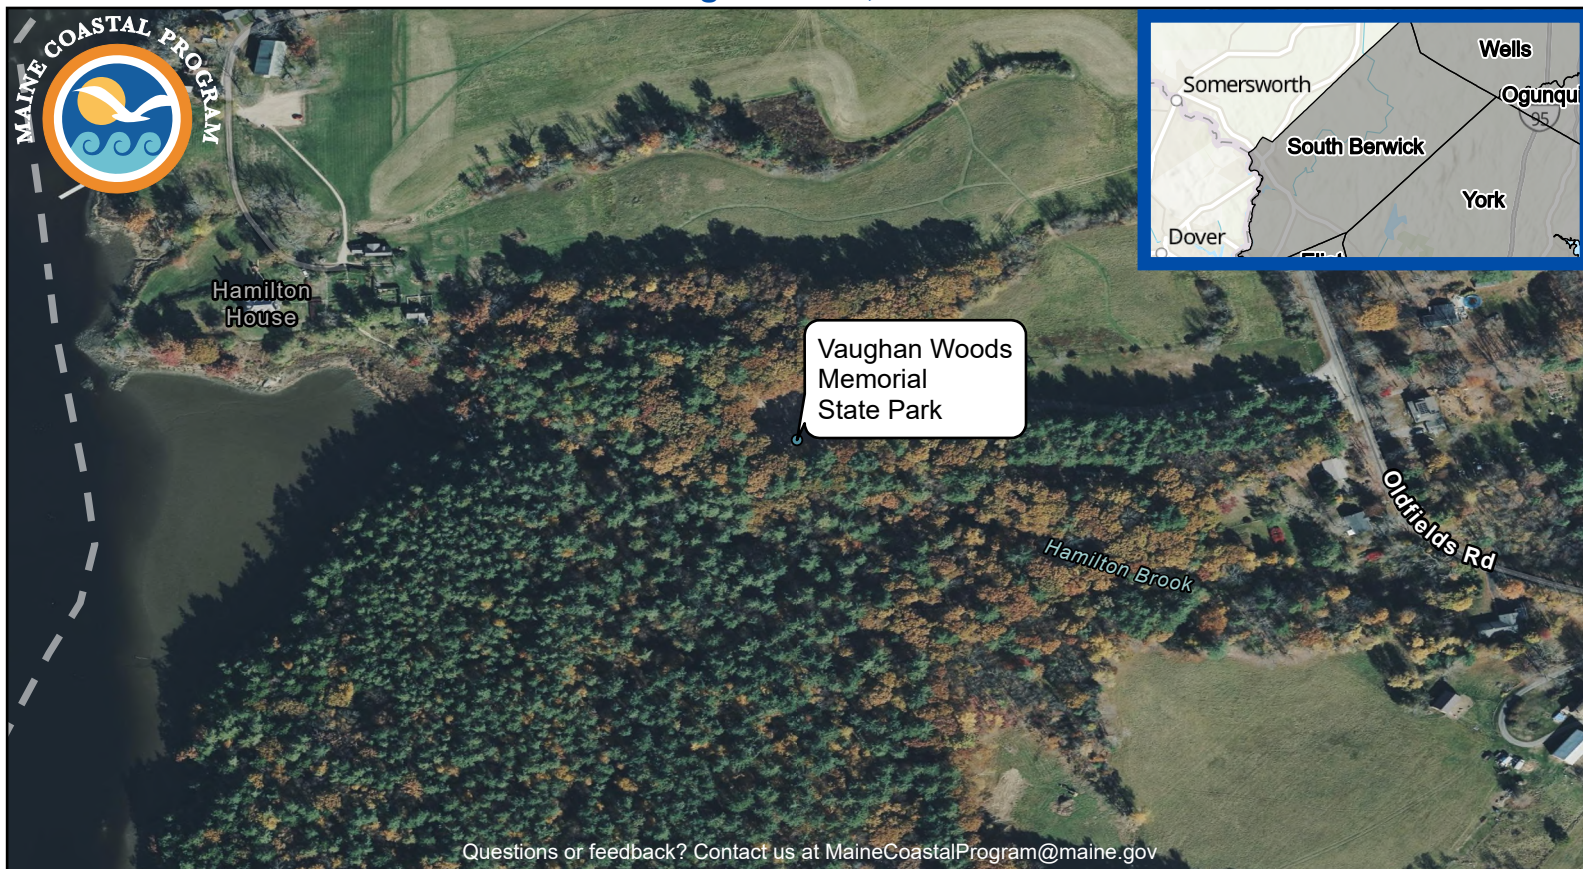 MAINE COASTAL PROGRAM
Somersworth
Wells
95
South Berwick
York
Dover
Hamilton
House
Vaughan Woods
Memorial
State Park
Oldfields Rd
Hamilton Brook
Questions or feedback? Contact us at MaineCoastalProgram@maine.gov